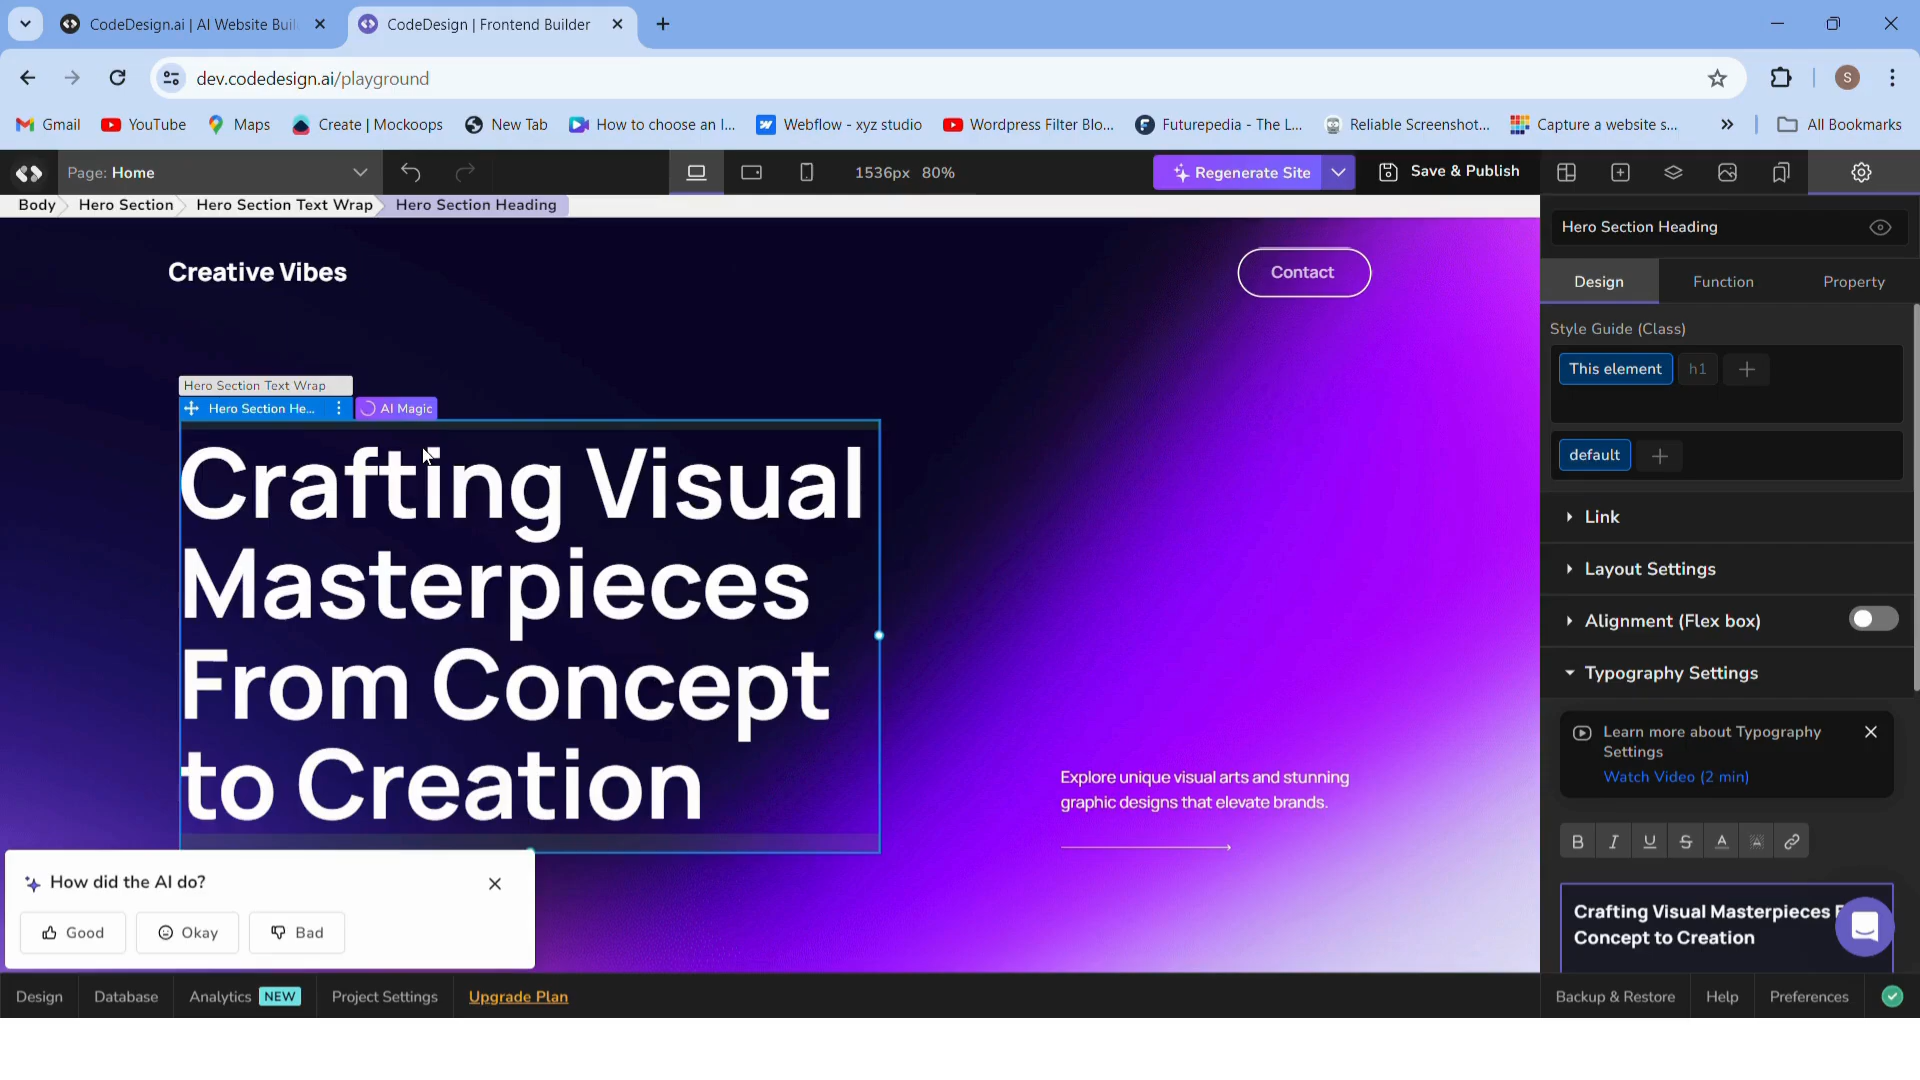 CodeDesign.ai | AI Website Buil
CodeDesign | Frontend Builder
dev.codedesign.ai/playground
S
Gmail
YouTube
Maps
Create | Mockoops
New Tab
How to choose an I...
Webflow - xyz studio
Wordpress Filter Blo...
Futurepedia - The L...
Reliable Screenshot...
Capture a website s...
All Bookmarks
Page: Home
1536px 80%
Regenerate Site
Save & Publish
Body
Hero Section
Hero Section Text Wrap
Hero Section Heading
Creative Vibes
Contact
Hero Section Text Wrap
Hero Section He...
AI Magic
Crafting Visual
Masterpieces
From Concept
to Creation
Explore unique visual arts and stunning
graphic designs that elevate brands.
How did the AI do?
Good
Okay
Bad
Hero Section Heading
Design
Function
Property
Style Guide (Class)
This element
h1
default
Link
Layout Settings
Alignment (Flex box)
Typography Settings
Learn more about Typography
Settings
Watch Video (2 min)
B I U S A A
Crafting Visual Masterpieces F
Concept to Creation
Design
Database
Analytics NEW
Project Settings
Upgrade Plan
Backup & Restore
Help
Preferences